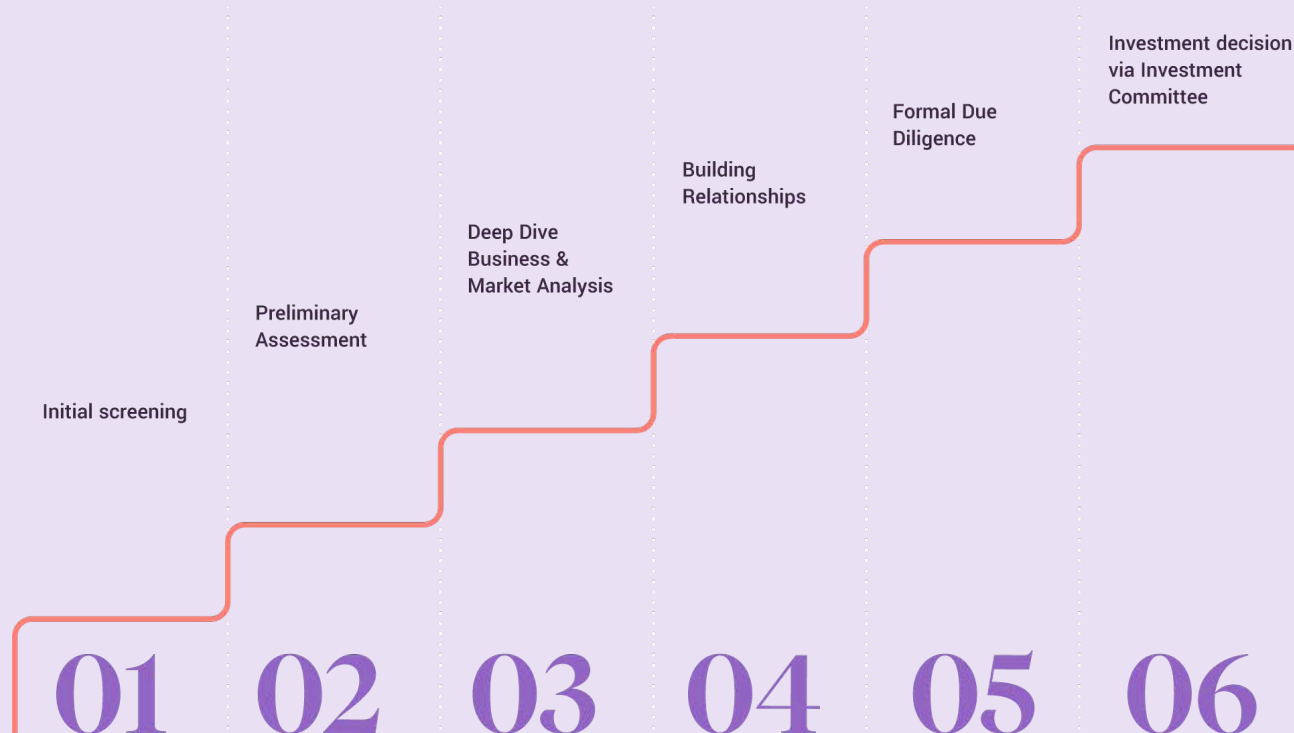 Initial screening
Preliminary
Assessment
Deep Dive
Business &
Market Analysis
Building
Relationships
Formal Due
Diligence
Investment decision
via Investment
Committee
01
02
03
04
05
06